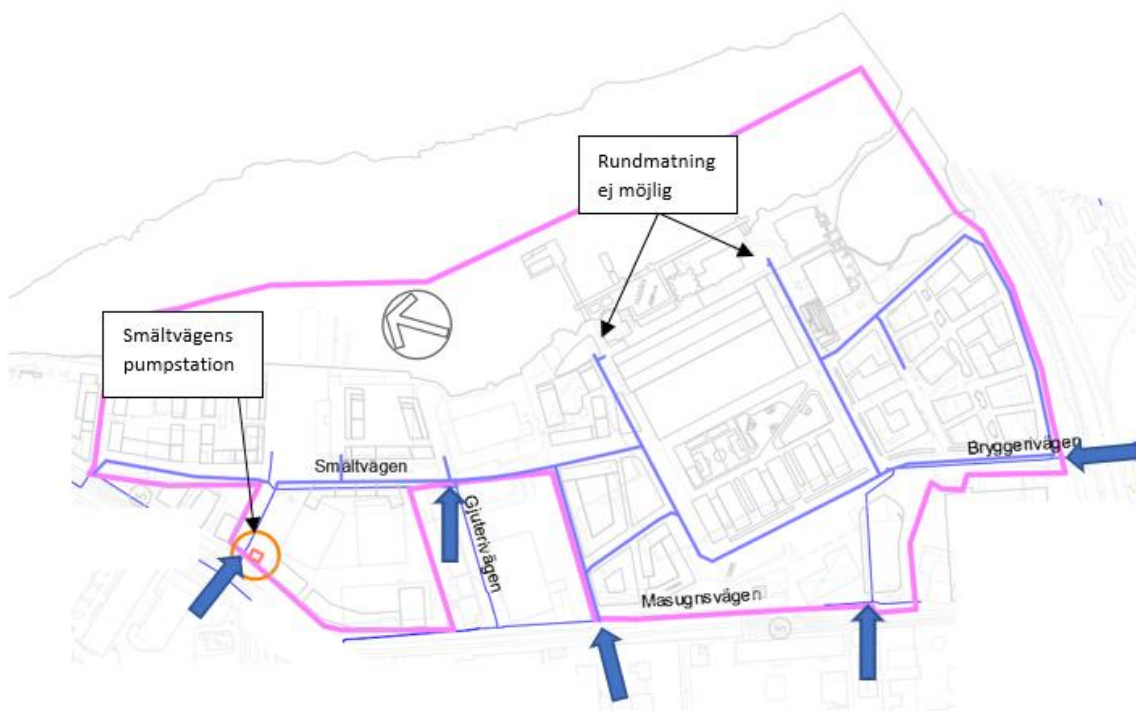 Rundmatning
ej möjlig
Smältvägens
pumpstation
Smältvägen
Bryggerivägen
Gjuterivägen
Masugnsvägen